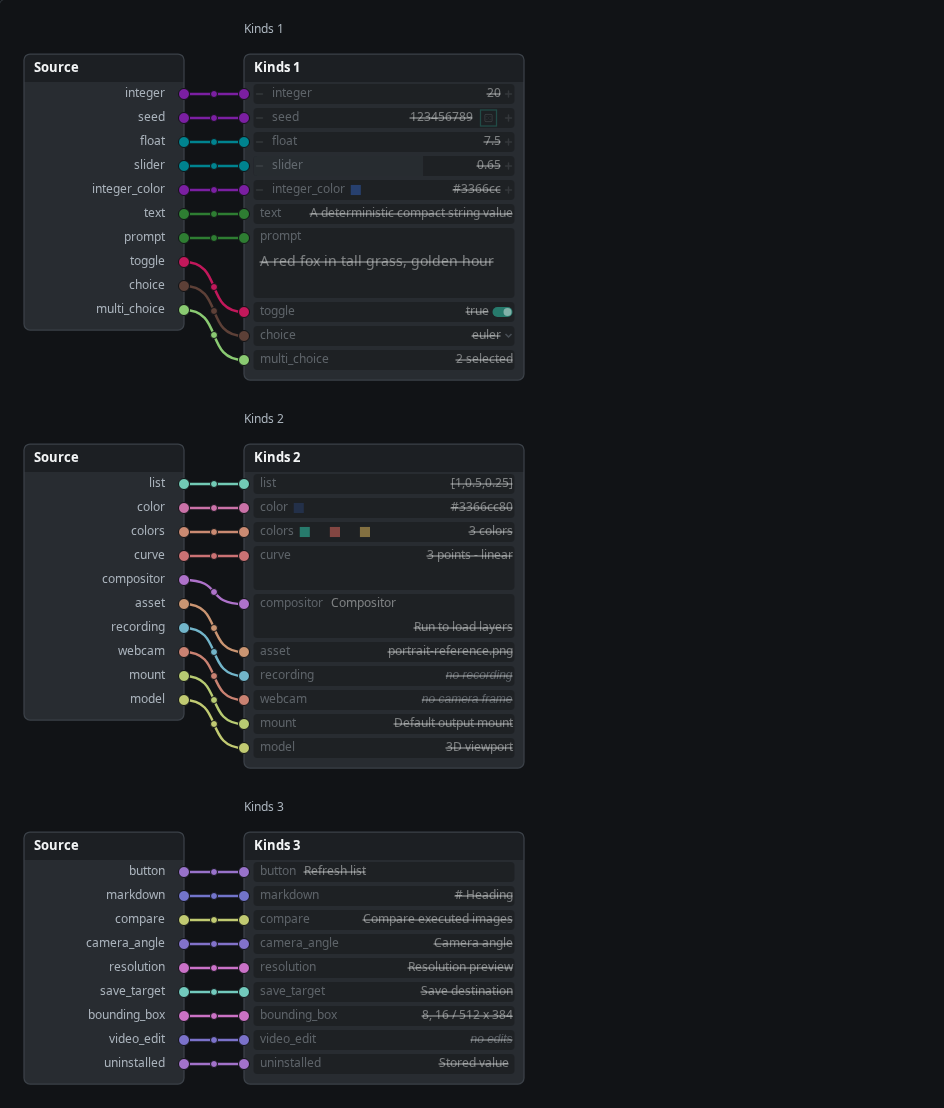 Kinds 1
Source
integer
seed
float
slider
integer_color
text
prompt
toggle
choice
multi_choice
Kinds 1
integer 20
seed 123456789
float 7.5
slider 0.65
integer_color #3366cc
text A deterministic compact string value
prompt
A red fox in tall grass, golden hour
toggle true
choice euler
multi_choice 2 selected
Kinds 2
Source
list
color
colors
curve
compositor
asset
recording
webcam
mount
model
Kinds 2
list [1,0.5,0.25]
color #3366cc80
colors 3 colors
curve 3 points - linear
compositor Compositor
Run to load layers
asset portrait-reference.png
recording no recording
webcam no camera frame
mount Default output mount
model 3D viewport
Kinds 3
Source
button
markdown
compare
camera_angle
resolution
save_target
bounding_box
video_edit
uninstalled
Kinds 3
button Refresh list
markdown # Heading
compare Compare executed images
camera_angle Camera angle
resolution Resolution preview
save_target Save destination
bounding_box 8, 16 / 512 x 384
video_edit no edits
uninstalled Stored value